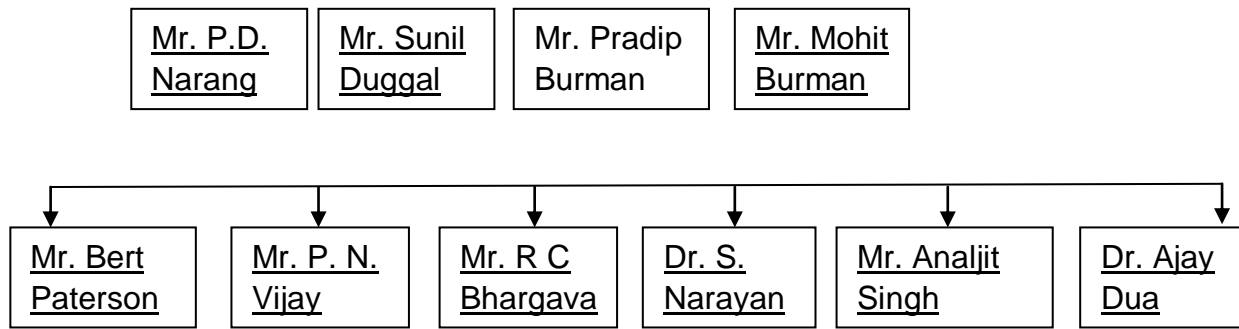 Mr. P.D.
Narang
Mr. Sunil
Duggal
Mr. Pradip
Burman
Mr. Mohit
Burman
Mr. Bert
Paterson
Mr. P. N.
Vijay
Mr. R C
Bhargava
Dr. S.
Narayan
Mr. Analjit
Singh
Dr. Ajay
Dua